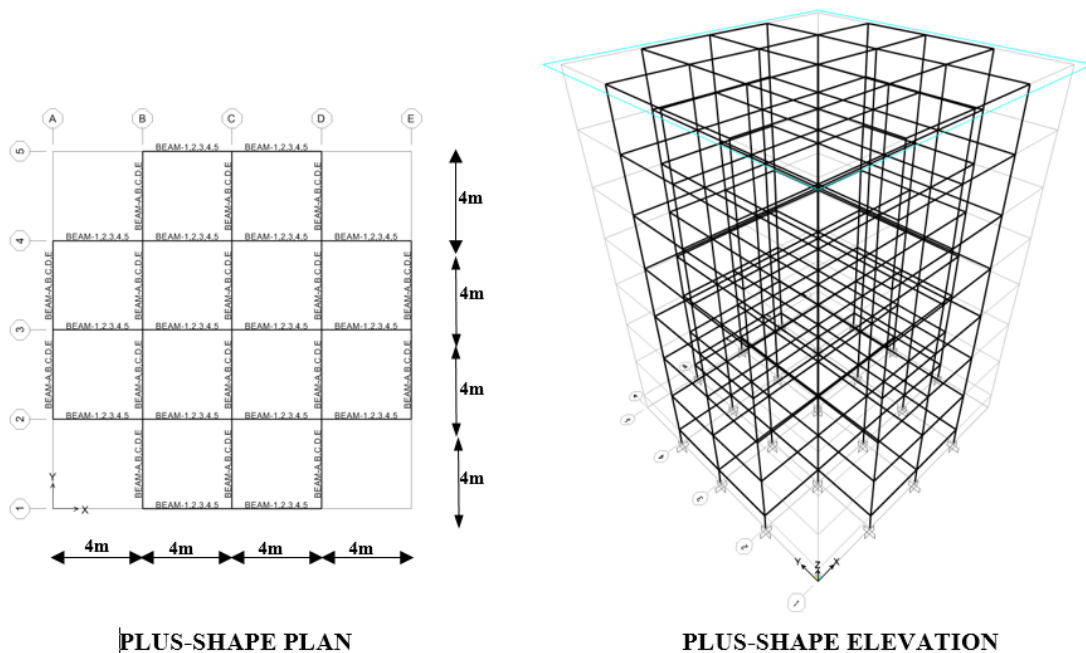 A B C D E
5 BEAM-1,2,3,4,5 BEAM-1,2,3,4,5
BEAM-A,B,C,D,E BEAM-A,B,C,D,E BEAM-A,B,C,D,E
4m
4 BEAM-1,2,3,4,5 BEAM-1,2,3,4,5 BEAM-1,2,3,4,5 BEAM-1,2,3,4,5
BEAM-A,B,C,D,E BEAM-A,B,C,D,E BEAM-A,B,C,D,E BEAM-A,B,C,D,E BEAM-A,B,C,D,E
4m
3 BEAM-1,2,3,4,5 BEAM-1,2,3,4,5 BEAM-1,2,3,4,5 BEAM-1,2,3,4,5
BEAM-A,B,C,D,E BEAM-A,B,C,D,E BEAM-A,B,C,D,E BEAM-A,B,C,D,E BEAM-A,B,C,D,E
4m
2 BEAM-1,2,3,4,5 BEAM-1,2,3,4,5 BEAM-1,2,3,4,5 BEAM-1,2,3,4,5
BEAM-A,B,C,D,E BEAM-A,B,C,D,E BEAM-A,B,C,D,E
4m
Y
1 X BEAM-1,2,3,4,5 BEAM-1,2,3,4,5
4m 4m 4m 4m
PLUS-SHAPE PLAN
Y Z X
PLUS-SHAPE ELEVATION